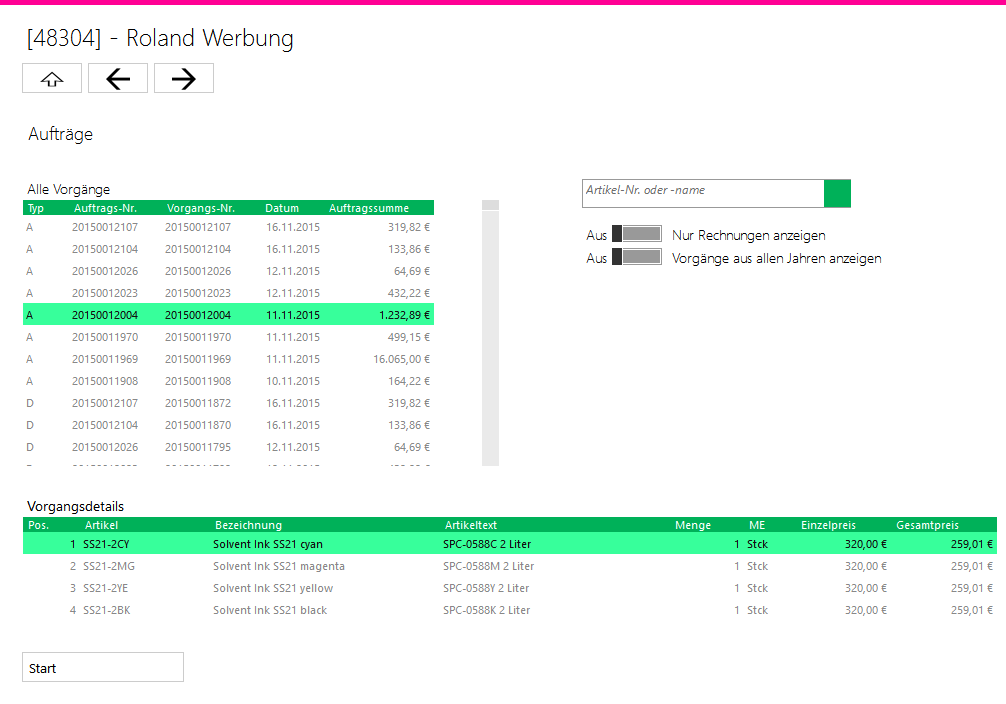 [48304] - Roland Werbung
Aufträge
Alle Vorgänge
Typ Auftrags-Nr. Vorgangs-Nr. Datum Auftragssumme
A 20150012107 20150012107 16.11.2015 319,82 €
A 20150012104 20150012104 16.11.2015 133,86 €
A 20150012026 20150012026 12.11.2015 64,69 €
A 20150012023 20150012023 12.11.2015 432,22 €
A 20150012004 20150012004 11.11.2015 1.232,89 €
A 20150011970 20150011970 11.11.2015 499,15 €
A 20150011969 20150011969 11.11.2015 16.065,00 €
A 20150011908 20150011908 10.11.2015 164,22 €
D 20150012107 20150011872 16.11.2015 319,82 €
D 20150012104 20150011870 16.11.2015 133,86 €
D 20150012026 20150011795 12.11.2015 64,69 €
Artikel-Nr. oder -name
Aus Nur Rechnungen anzeigen
Aus Vorgänge aus allen Jahren anzeigen
Vorgangsdetails
Pos. Artikel Bezeichnung Artikeltext Menge ME Einzelpreis Gesamtpreis
1 SS21-2CY Solvent Ink SS21 cyan SPC-0588C 2 Liter 1 Stck 320,00 € 259,01 €
2 SS21-2MG Solvent Ink SS21 magenta SPC-0588M 2 Liter 1 Stck 320,00 € 259,01 €
3 SS21-2YE Solvent Ink SS21 yellow SPC-0588Y 2 Liter 1 Stck 320,00 € 259,01 €
4 SS21-2BK Solvent Ink SS21 black SPC-0588K 2 Liter 1 Stck 320,00 € 259,01 €
Start